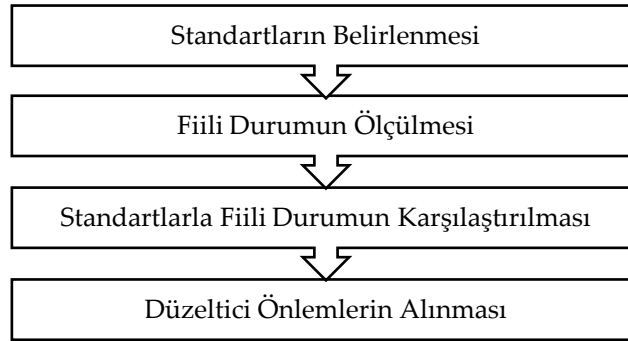 Standartların Belirlenmesi
Fiili Durumun Ölçülmesi
Standartlarla Fiili Durumun Karşılaştırılması
Düzeltici Önlemlerin Alınması